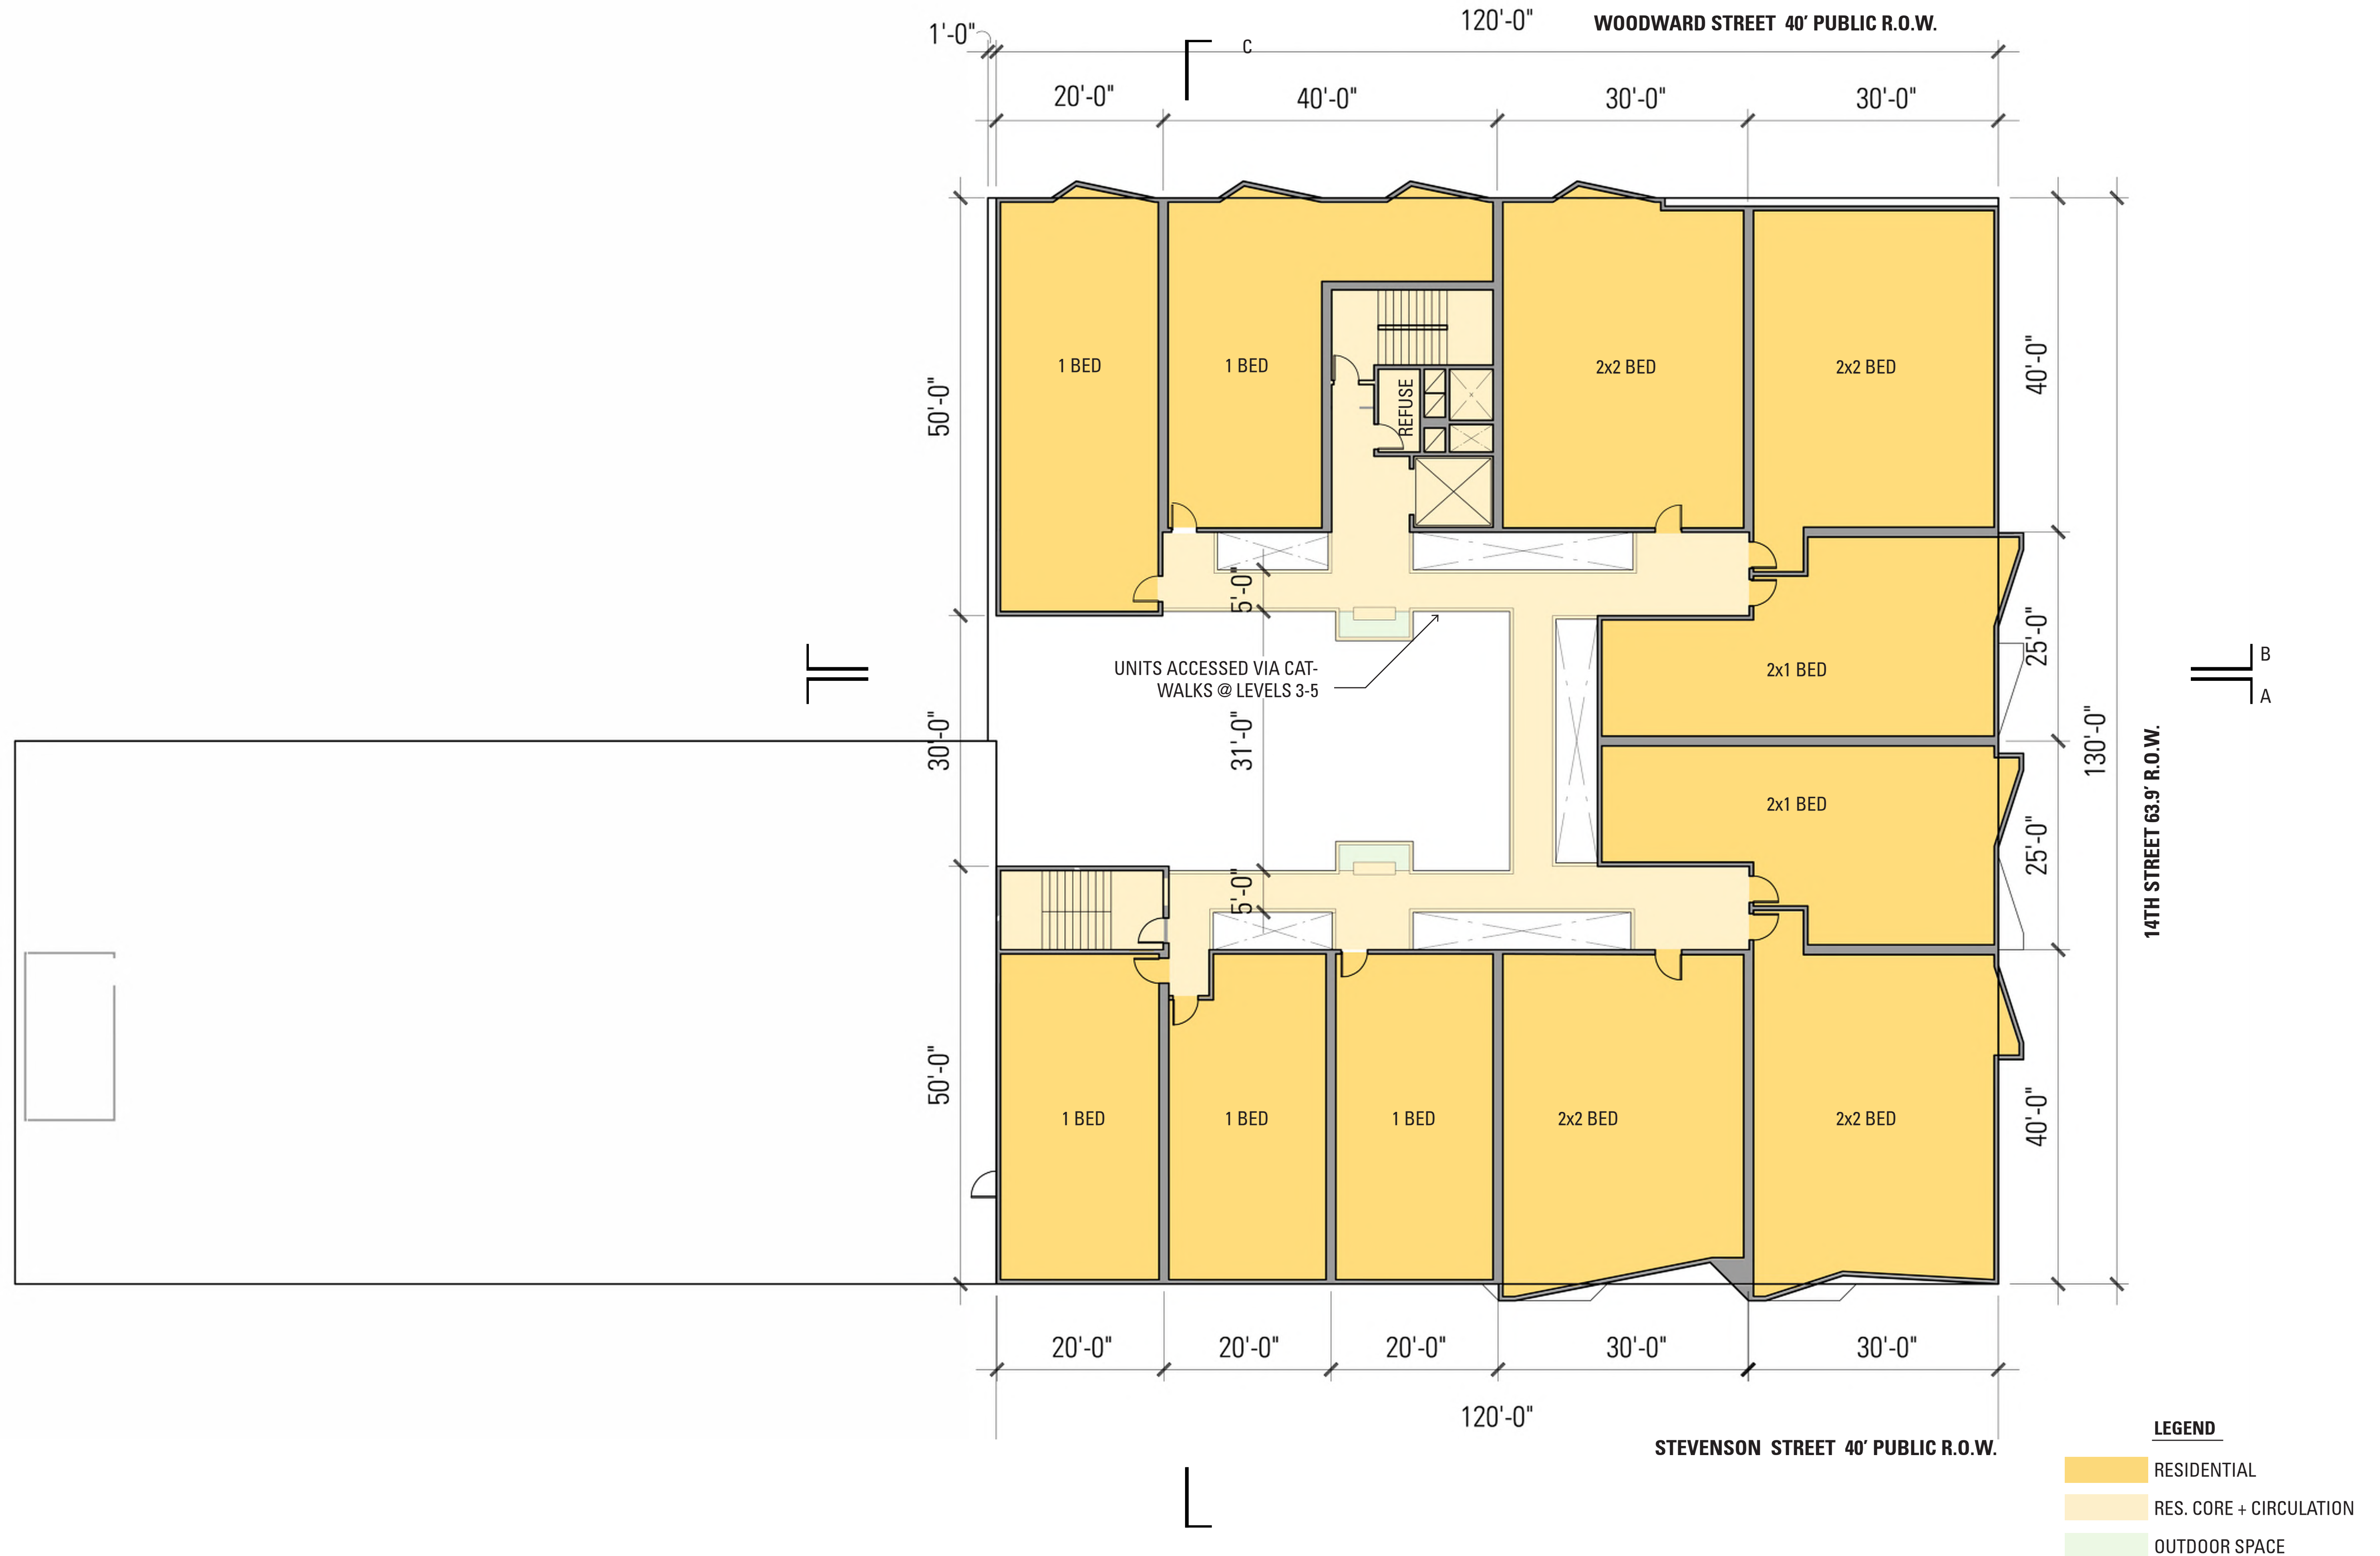 120'-0"
WOODWARD STREET 40’ PUBLIC R.O.W.
1'-0"
C
20'-0"
40'-0"
30'-0"
30'-0"
1 BED
1 BED
2x2 BED
2x2 BED
REFUSE
50'-0"
40'-0"
5'-0"
UNITS ACCESSED VIA CAT-
WALKS @ LEVELS 3-5
2x1 BED
25'-0"
B
A
30'-0"
31'-0"
130'-0"
14TH STREET 63.9’ R.O.W.
2x1 BED
25'-0"
5'-0"
50'-0"
1 BED
1 BED
1 BED
2x2 BED
2x2 BED
40'-0"
20'-0"
20'-0"
20'-0"
30'-0"
30'-0"
120'-0"
STEVENSON STREET 40’ PUBLIC R.O.W.
LEGEND
RESIDENTIAL
RES. CORE + CIRCULATION
OUTDOOR SPACE